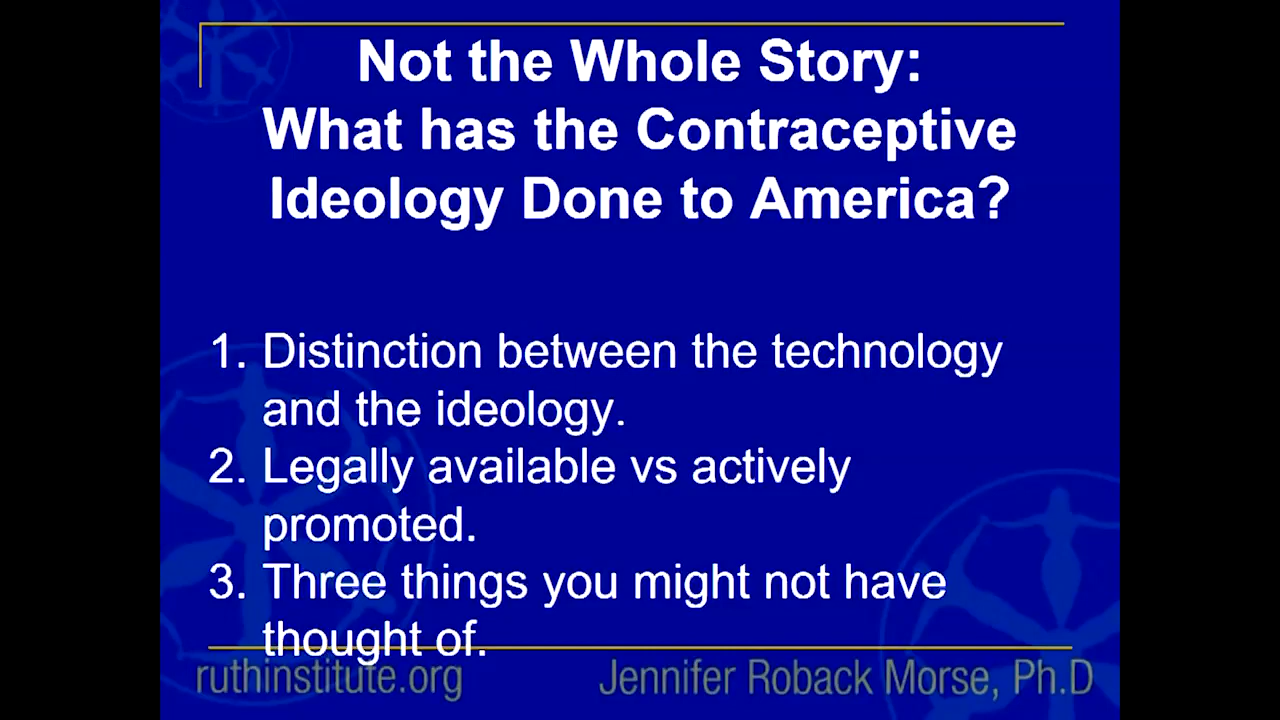 Not the Whole Story:
What has the Contraceptive
Ideology Done to America?
1. Distinction between the technology
and the ideology.
2. Legally available vs actively
promoted.
3. Three things you might not have
thought of.
ruthinstitute.org Jennifer Roback Morse, Ph.D